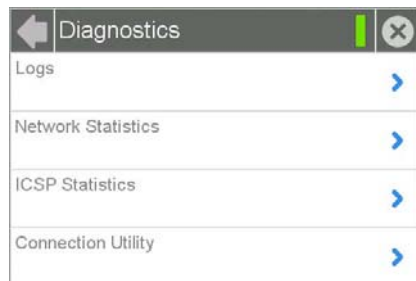 Diagnostics
Logs
Network Statistics
ICSP Statistics
Connection Utility